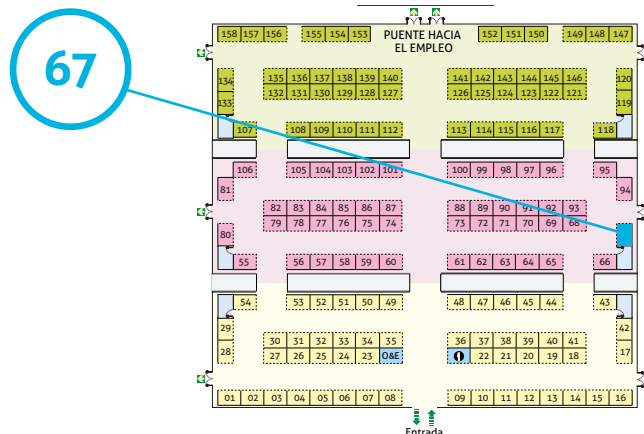 67
158 157 156 155 154 153 PUENTE HACIA 152 151 150 149 148 147
EL EMPLEO
134 135 136 137 138 139 140 141 142 143 144 145 146 120
133 132 131 130 129 128 127 126 125 124 123 122 121 119
107 108 109 110 111 112 113 114 115 116 117 118
106 105 104 103 102 101 100 99 98 97 96 95
81 94
82 83 84 85 86 87 88 89 90 91 92 93
80 79 78 77 76 75 74 73 72 71 70 69 68
55 56 57 58 59 60 61 62 63 64 65 66
54 53 52 51 50 49 48 47 46 45 44 43
29 42
30 31 32 33 34 35 36 37 38 39 40 41
28 27 26 25 24 23 O&E 22 21 20 19 18 17
01 02 03 04 05 06 07 08 09 10 11 12 13 14 15 16
Entrada